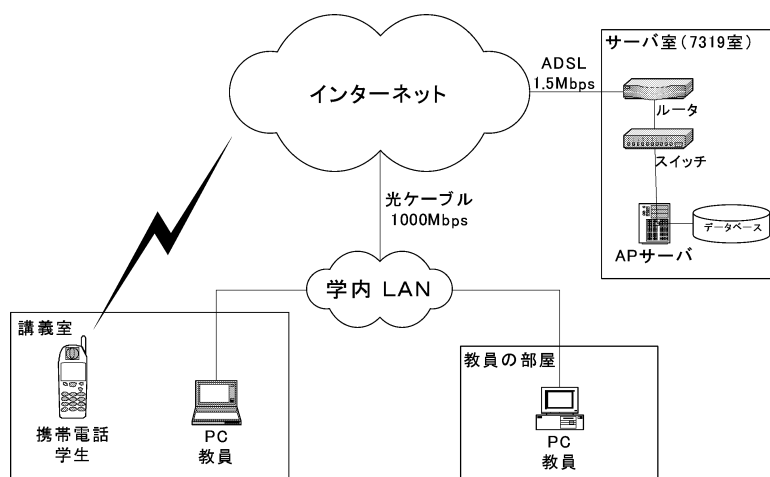 インターネット
ADSL
1.5Mbps
サーバ室(7319室)
ルータ
スイッチ
APサーバ
データベース
光ケーブル
1000Mbps
学内 LAN
講義室
携帯電話
学生
PC
教員
教員の部屋
PC
教員